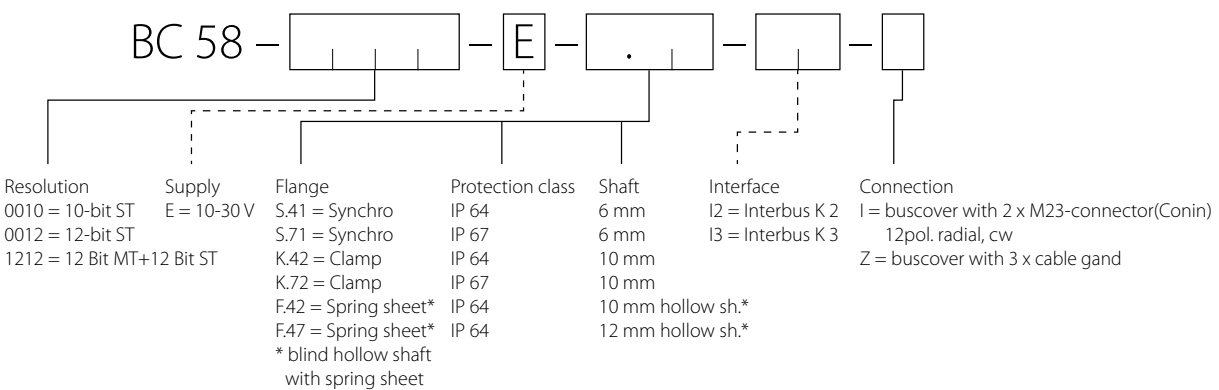 BC 58 – – E – . – –
Resolution
0010 = 10-bit ST
0012 = 12-bit ST
1212 = 12 Bit MT+12 Bit ST
Supply
E = 10-30 V
Flange
S.41 = Synchro
S.71 = Synchro
K.42 = Clamp
K.72 = Clamp
F.42 = Spring sheet*
F.47 = Spring sheet*
* blind hollow shaft
with spring sheet
Protection class
IP 64
IP 67
IP 64
IP 67
IP 64
IP 64
Shaft
6 mm
6 mm
10 mm
10 mm
10 mm hollow sh.*
12 mm hollow sh.*
Interface
I2 = Interbus K 2
I3 = Interbus K 3
Connection
I = buscover with 2 x M23-connector(Conin)
12pol. radial, cw
Z = buscover with 3 x cable gand